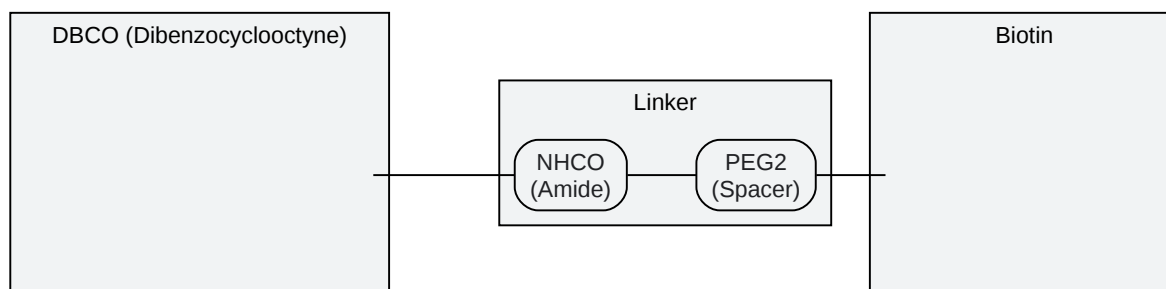 DBCO (Dibenzocyclooctyne)
Biotin
Linker
NHCO
(Amide)
PEG2
(Spacer)